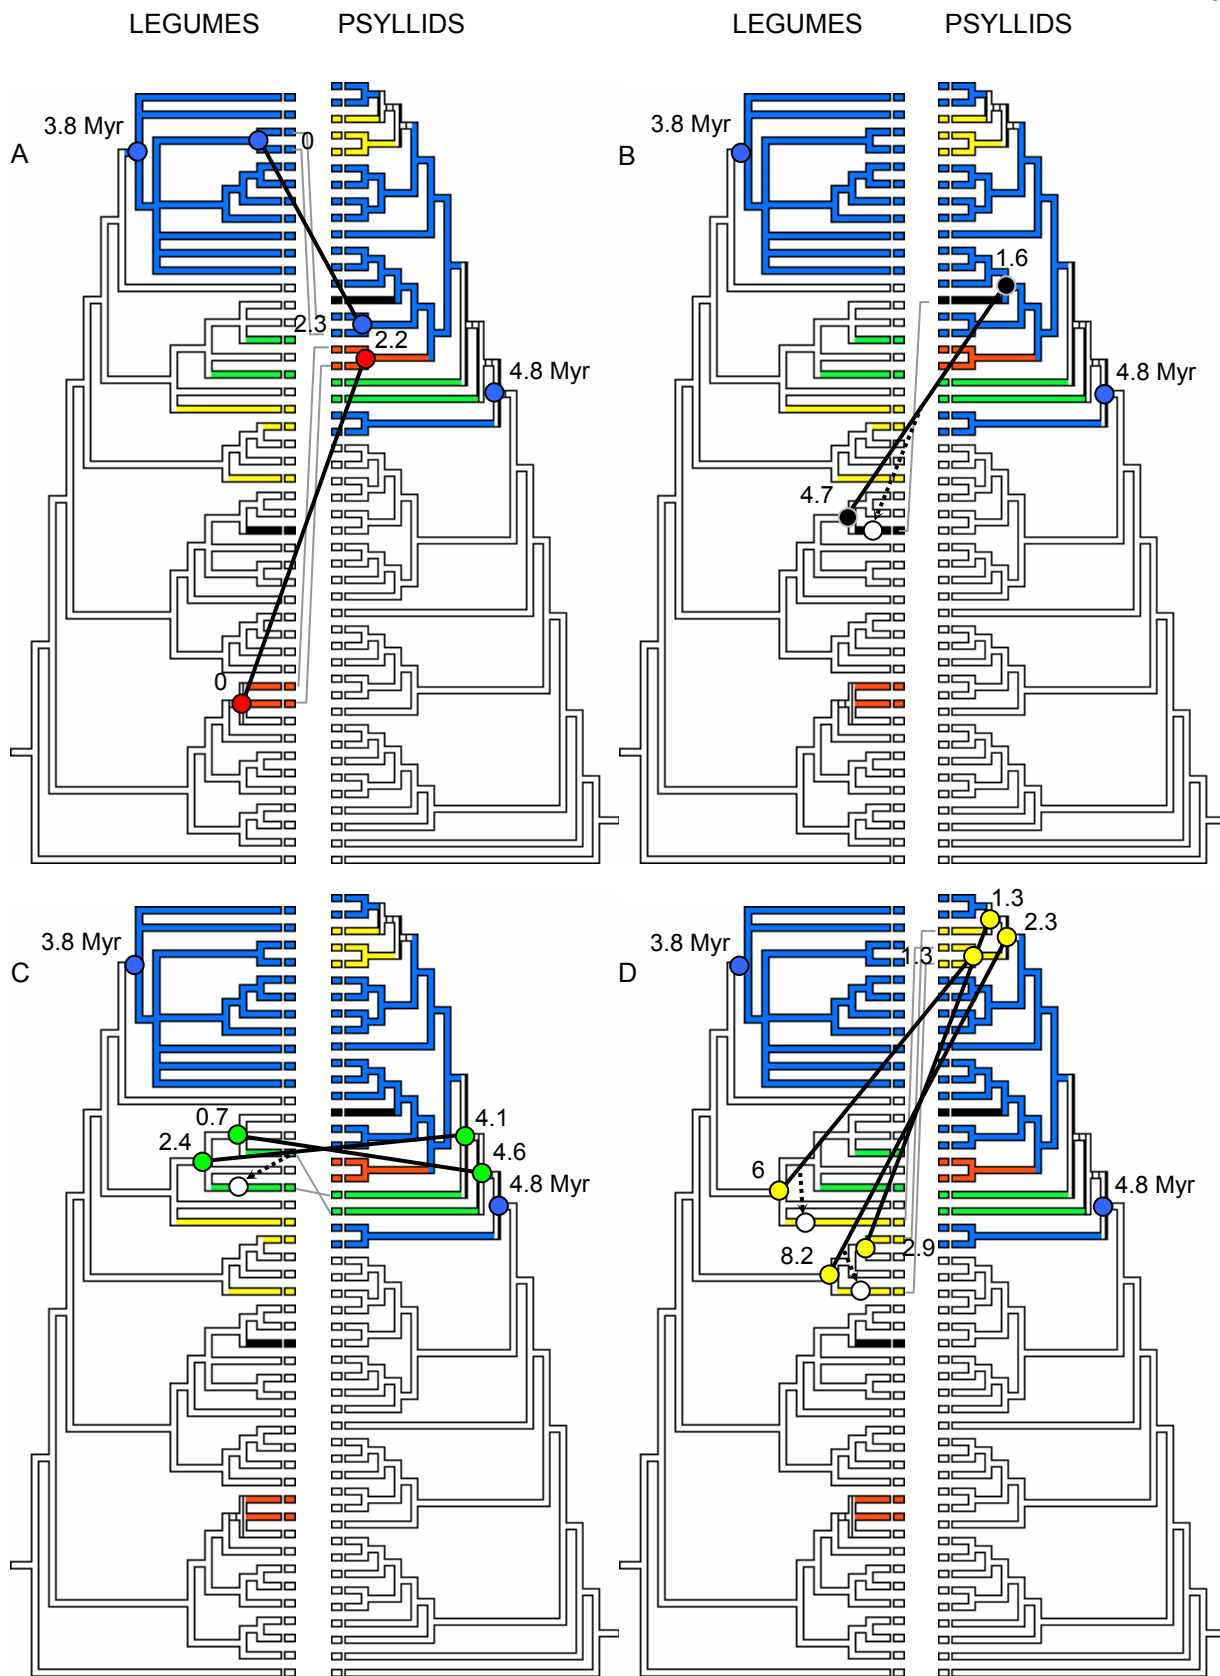 LEGUMES PSYLLIDS LEGUMES PSYLLIDS
3.8 Myr 3.8 Myr
A 0 B
1.6
2.3 2.2
4.8 Myr 4.8 Myr
4.7
0
1.3
2.3
3.8 Myr 3.8 Myr 1.3
C D
0.7 4.1
2.4 4.6
4.8 Myr 6 4.8 Myr
8.2 2.9